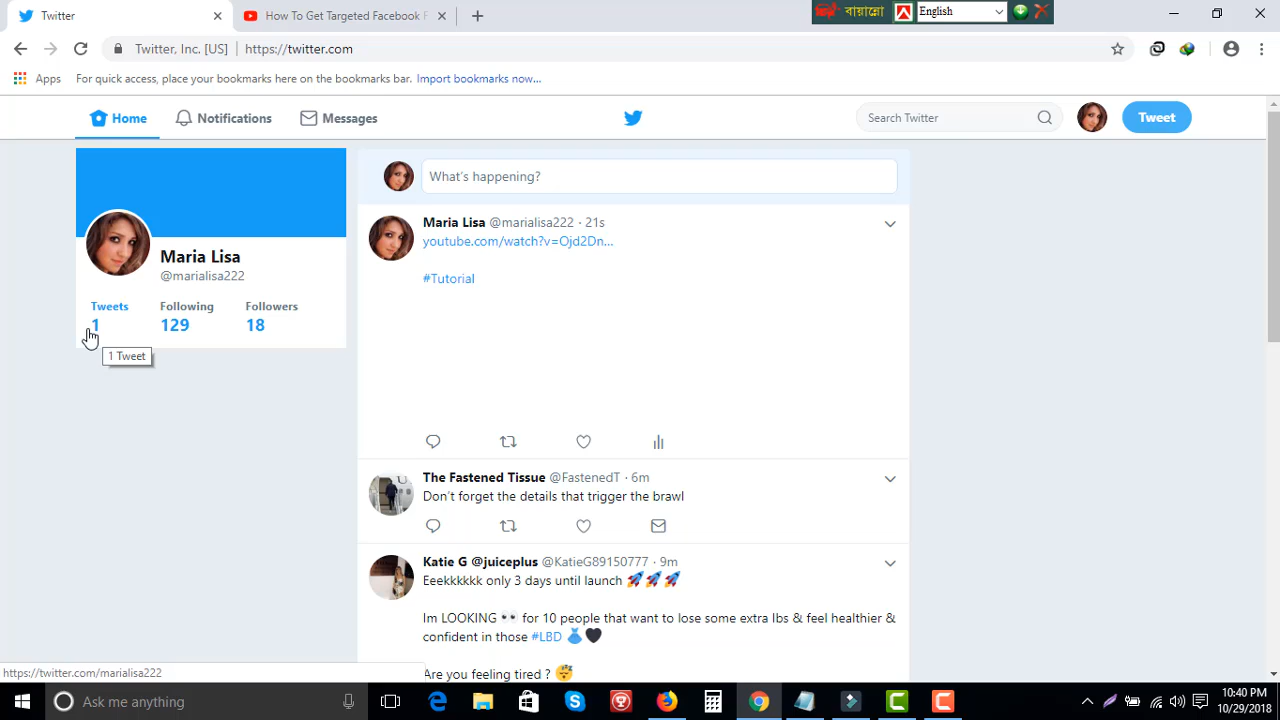 Twitter
How To Get Targeted Facebook F
বায়ান্নো
English
Twitter, Inc. [US]
https://twitter.com
Apps
For quick access, place your bookmarks here on the bookmarks bar. Import bookmarks now...
Home
Notifications
Messages
Search Twitter
Tweet
What's happening?
Maria Lisa
@marialisa222
Tweets
Following
Followers
1
129
18
1 Tweet
Maria Lisa @marialisa222 · 21s
youtube.com/watch?v=Ojd2Dn...
#Tutorial
The Fastened Tissue @FastenedT · 6m
Don't forget the details that trigger the brawl
Katie G @juiceplus @KatieG89150777 · 9m
Eeekkkkkk only 3 days until launch 🚀🚀🚀
Im LOOKING 👀 for 10 people that want to lose some extra lbs & feel healthier &
confident in those #LBD 👗🖤
Are you feeling tired ? 😴
https://twitter.com/marialisa222
Ask me anything
10:40 PM
10/29/2018